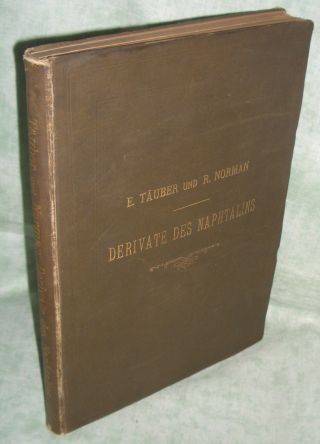 E. TÄUBER UND R. NORMAN
DERIVATE DES NAPHTALINS